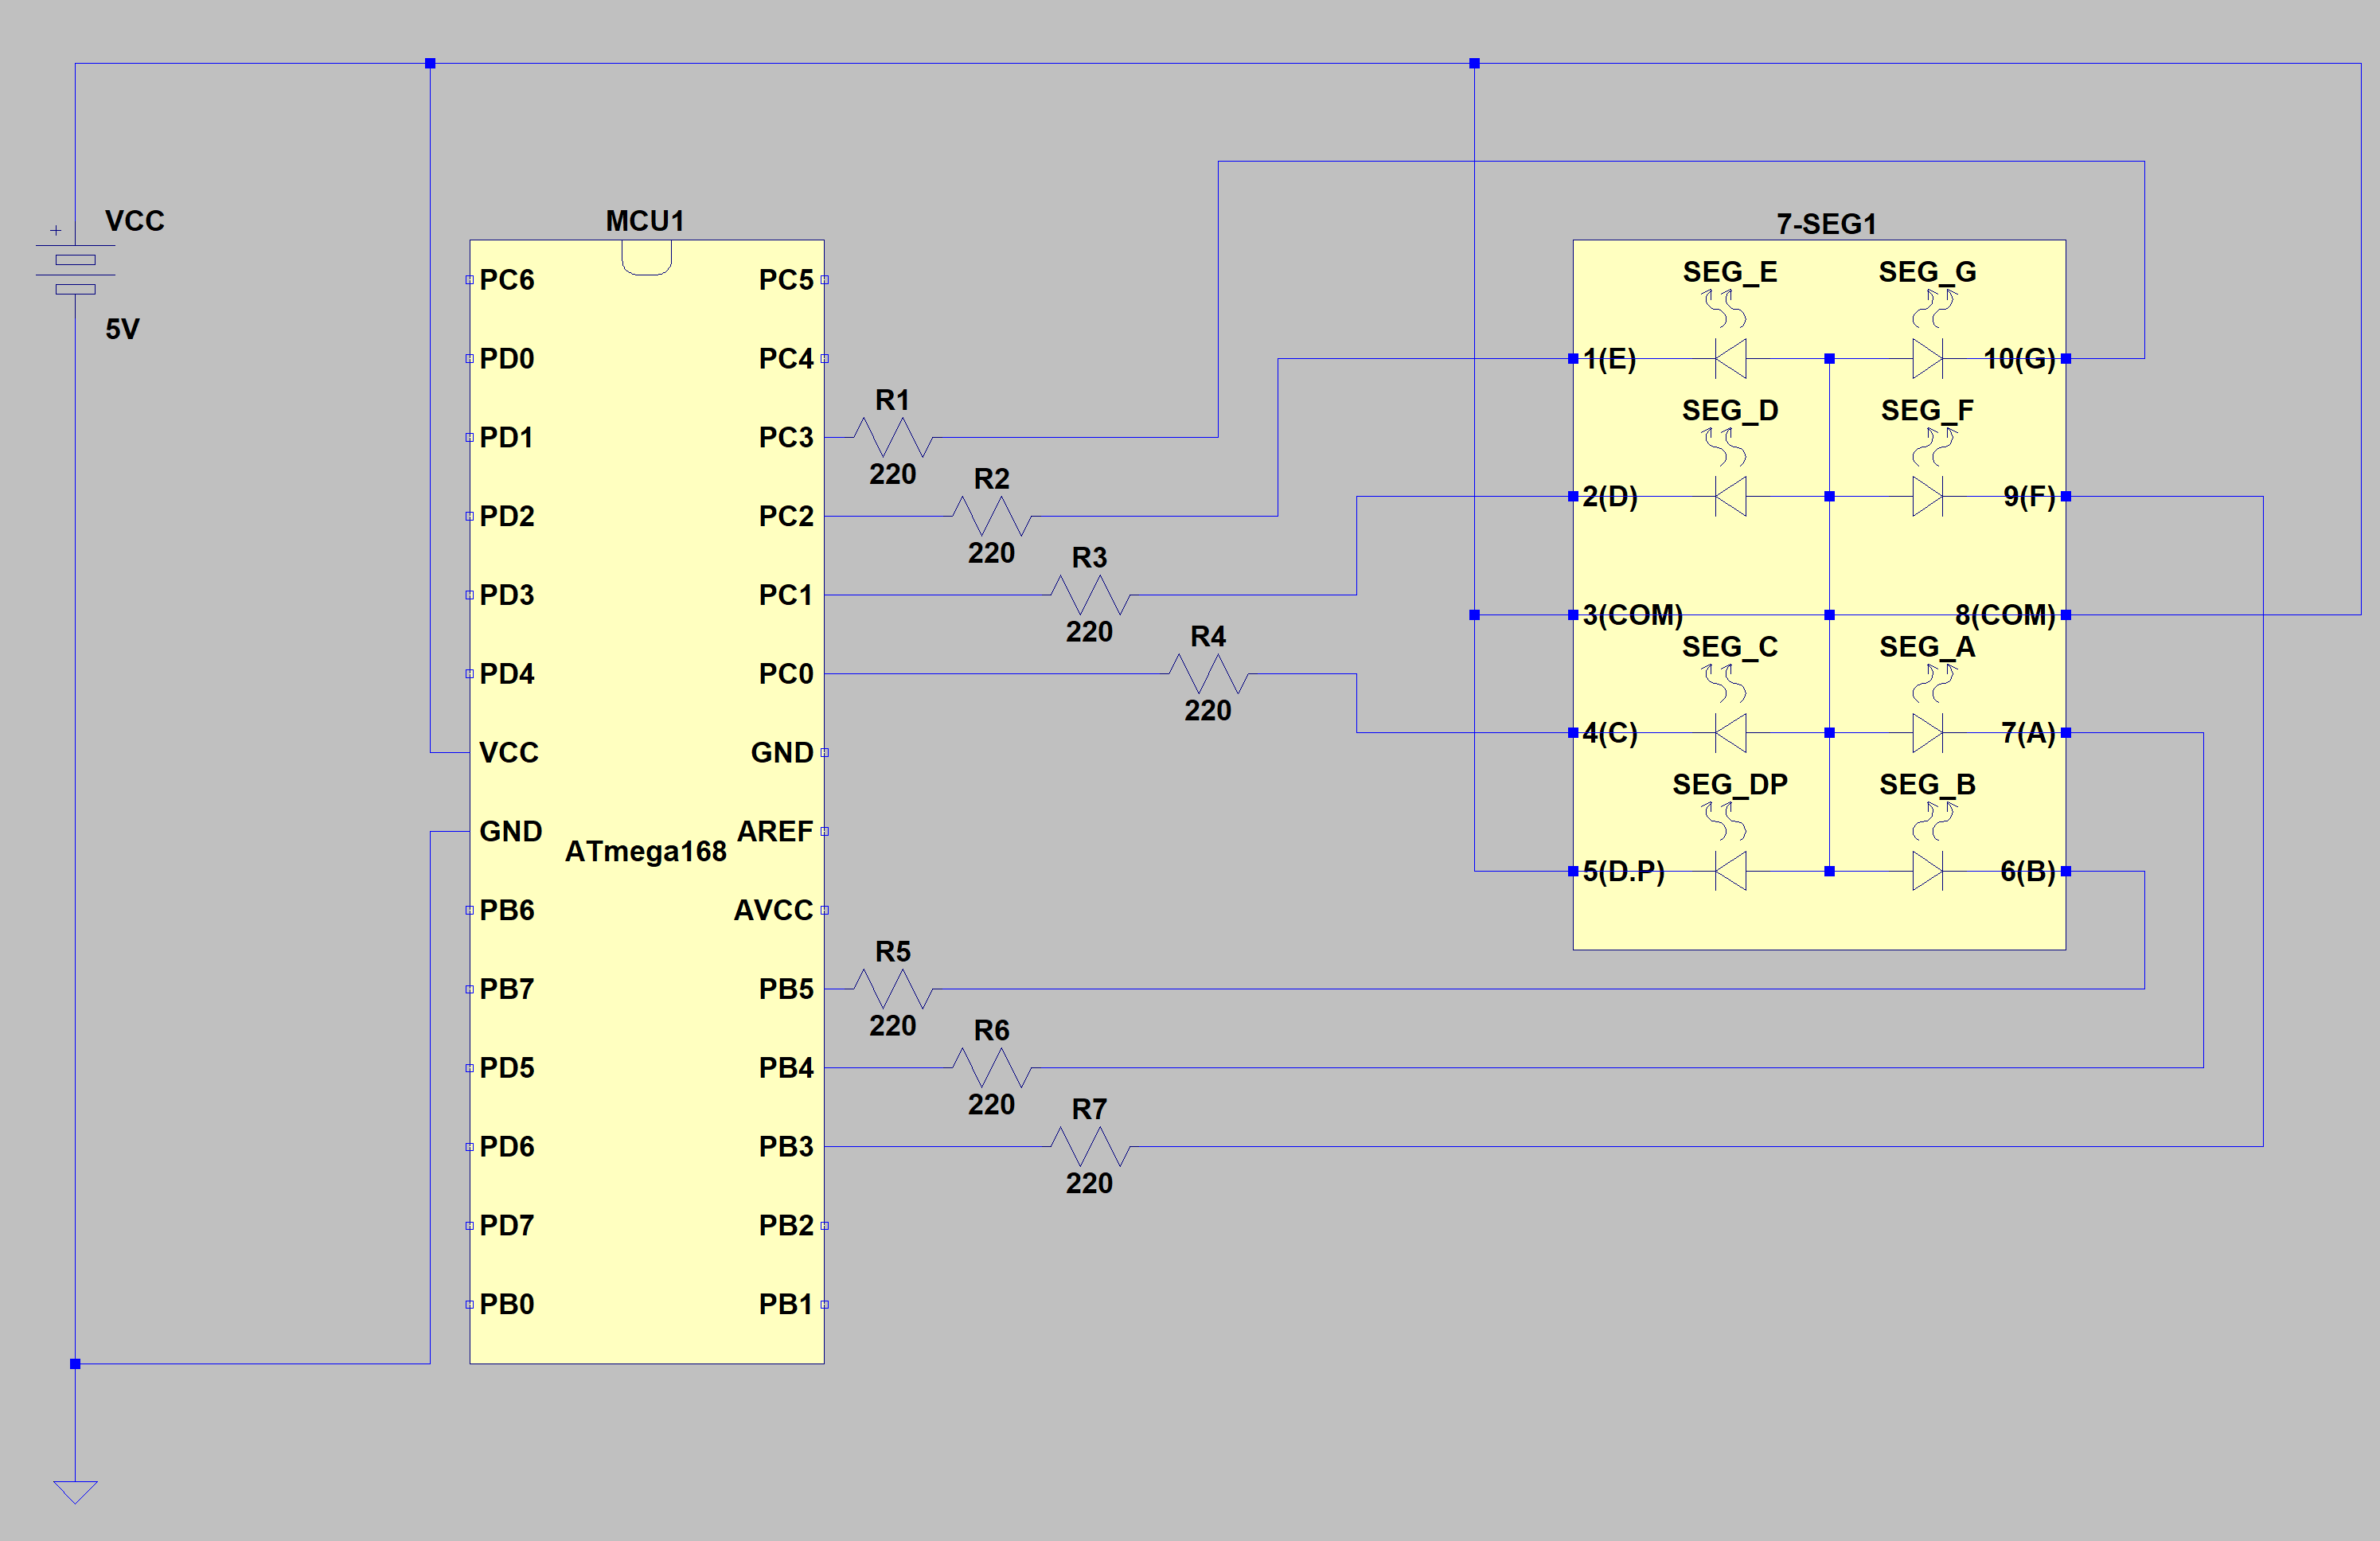 VCC
5V
MCU1
PC6
PD0
PD1
PD2
PD3
PD4
VCC
GND
PB6
PB7
PD5
PD6
PD7
PB0
ATmega168
PC5
PC4
PC3
PC2
PC1
PC0
GND
AREF
AVCC
PB5
PB4
PB3
PB2
PB1
R1
220
R2
220
R3
220
R4
220
R5
220
R6
220
R7
220
7-SEG1
SEG_E SEG_G
1(E) 10(G)
SEG_D SEG_F
2(D) 9(F)
3(COM) 8(COM)
SEG_C SEG_A
4(C) 7(A)
SEG_DP SEG_B
5(D.P) 6(B)